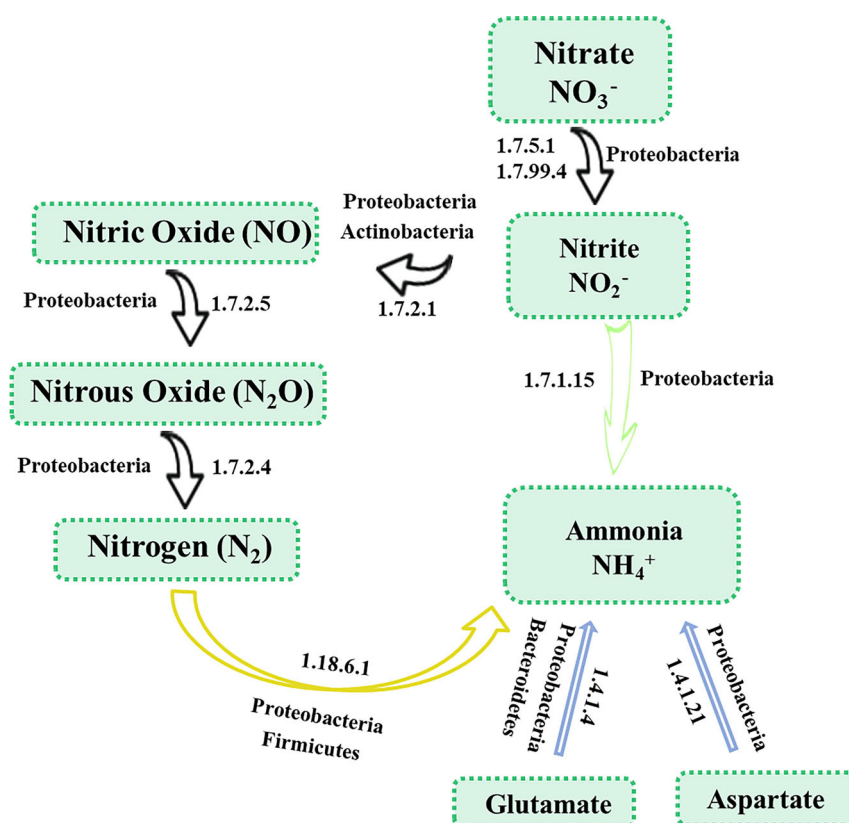 Nitrate
NO₃⁻
1.7.5.1
1.7.99.4
Proteobacteria
Proteobacteria
Actinobacteria
1.7.2.1
Nitric Oxide (NO)
Nitrite
NO₂⁻
Proteobacteria
1.7.2.5
1.7.1.15
Proteobacteria
Nitrous Oxide (N₂O)
Proteobacteria
1.7.2.4
Nitrogen (N₂)
Ammonia
NH₄⁺
1.18.6.1
Proteobacteria
Firmicutes
Bacteroidetes
Proteobacteria
1.4.1.4
1.4.1.21
Proteobacteria
Glutamate
Aspartate